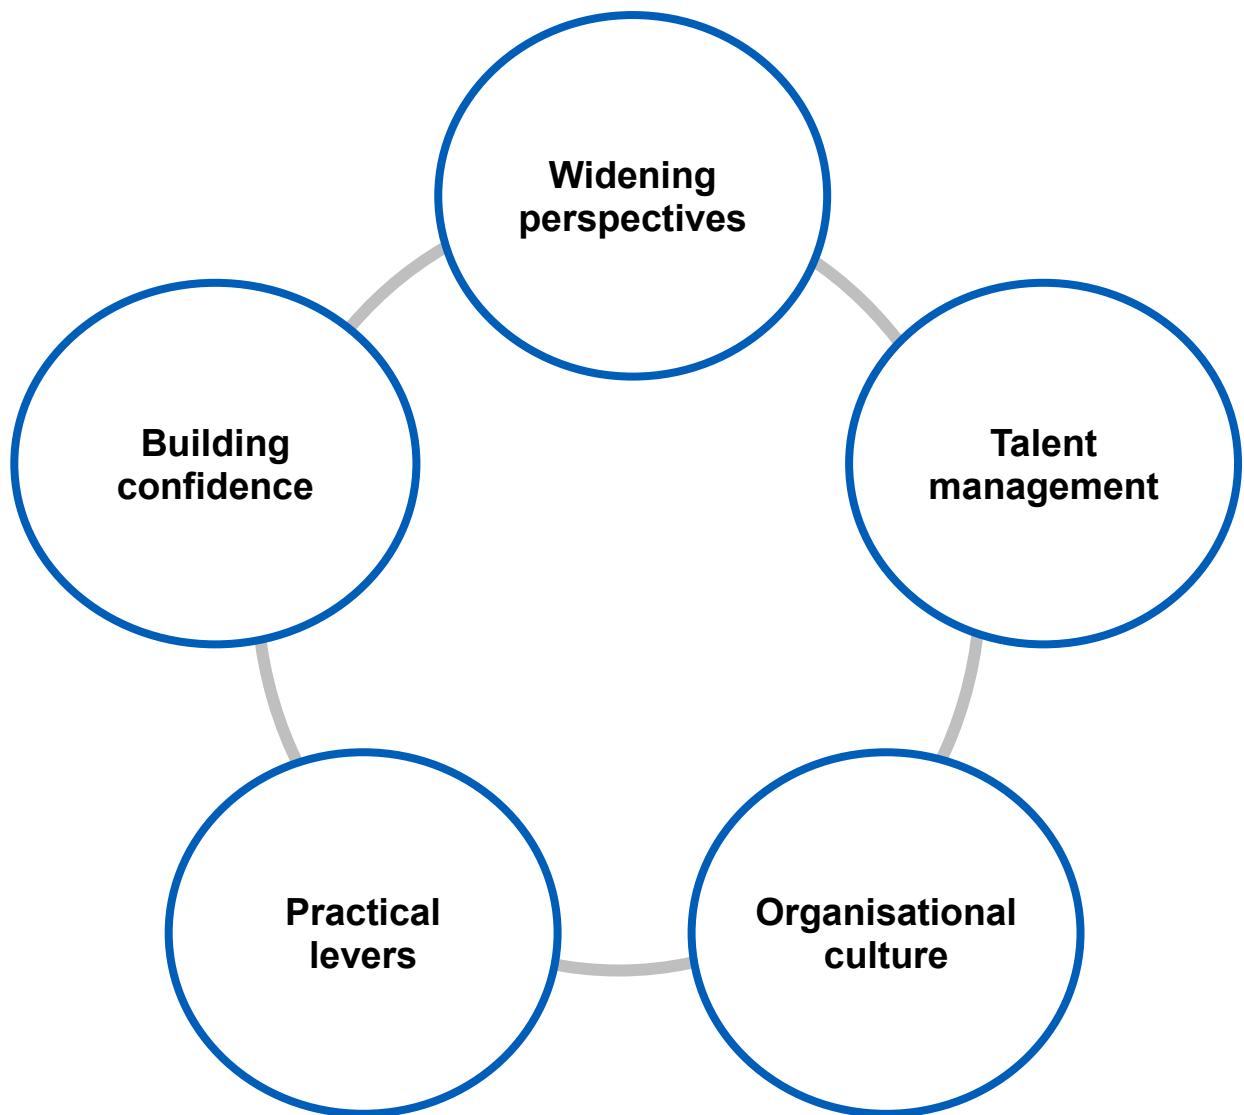 Widening
perspectives
Building
confidence
Talent
management
Practical
levers
Organisational
culture